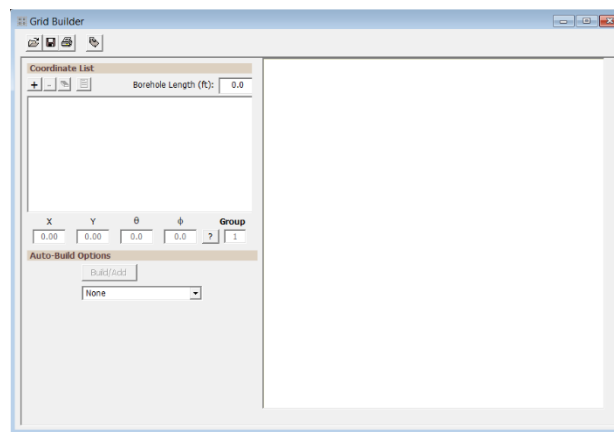 Grid Builder
Coordinate List
+ - Borehole Length (ft): 0.0
X Y θ ϕ Group
0.00 0.00 0.0 0.0 ? 1
Auto-Build Options
Build/Add
None